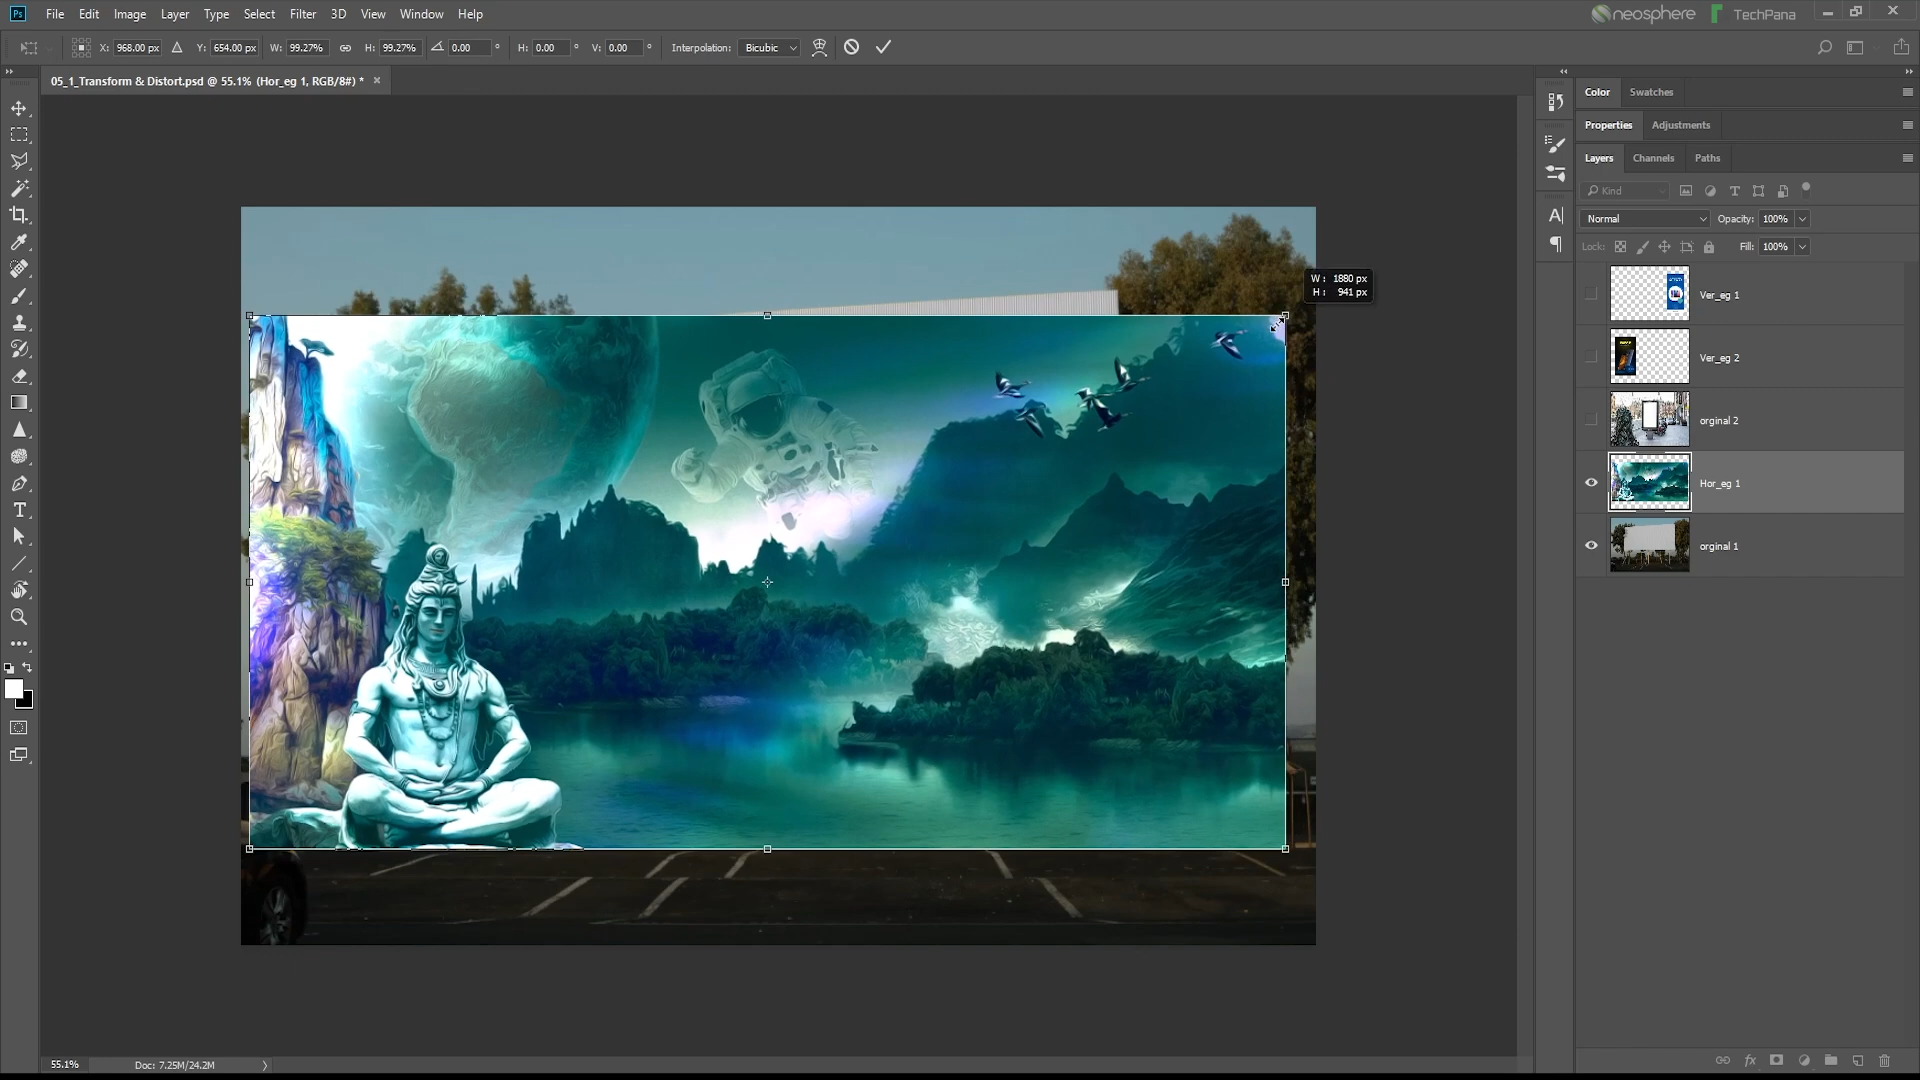 Ps File Edit Image Layer Type Select Filter 3D View Window Help neosphere TechPana
X: 968.00 px Y: 654.00 px W: 99.27% H: 99.27% 0.00 ° H: 0.00 ° V: 0.00 ° Interpolation: Bicubic
05_1_Transform & Distort.psd @ 55.1% (Hor_eg 1, RGB/8#) * ×
Color Swatches
Properties Adjustments
Layers Channels Paths
Kind
Normal Opacity: 100%
Lock: Fill: 100%
W : 1880 px
H : 941 px
Ver_eg 1
Ver_eg 2
orginal 2
Hor_eg 1
orginal 1
55.1% Doc: 7.25M/24.2M